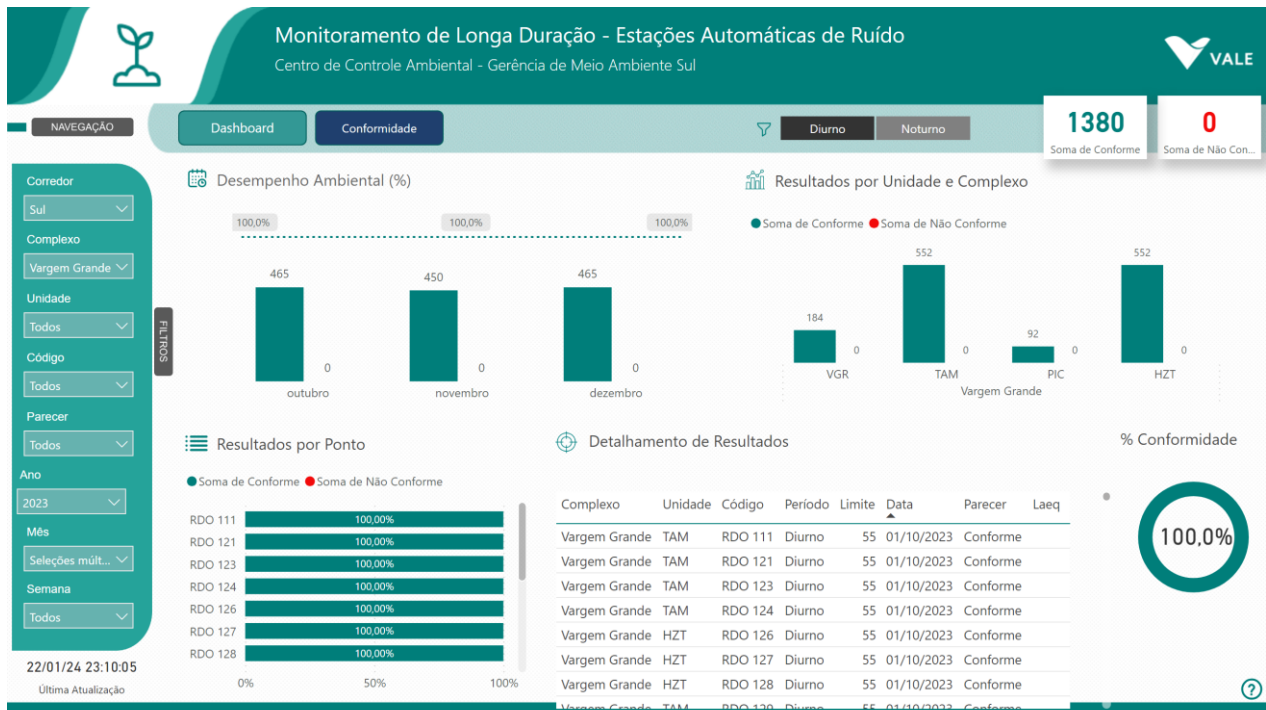 Monitoramento de Longa Duração - Estações Automáticas de Ruído
Centro de Controle Ambiental - Gerência de Meio Ambiente Sul
VALE
NAVEGAÇÃO
Dashboard
Conformidade
Diurno
Noturno
1380
Soma de Conforme
0
Soma de Não Con...
Corredor
Sul
Complexo
Vargem Grande
Unidade
Todos
Código
Todos
Parecer
Todos
Ano
2023
Mês
Seleções múlt...
Semana
Todos
22/01/24 23:10:05
Última Atualização
FILTROS
Desempenho Ambiental (%)
100,0% 100,0% 100,0%
465 450 465
0 0 0
outubro novembro dezembro
Resultados por Unidade e Complexo
Soma de Conforme Soma de Não Conforme
552 552
184 92
0 0 0 0
VGR TAM PIC HZT
Vargem Grande
Resultados por Ponto
Soma de Conforme Soma de Não Conforme
RDO 111 100,00%
RDO 121 100,00%
RDO 123 100,00%
RDO 124 100,00%
RDO 126 100,00%
RDO 127 100,00%
RDO 128 100,00%
0% 50% 100%
Detalhamento de Resultados
Complexo Unidade Código Período Limite Data Parecer Laeq
Vargem Grande TAM RDO 111 Diurno 55 01/10/2023 Conforme
Vargem Grande TAM RDO 121 Diurno 55 01/10/2023 Conforme
Vargem Grande TAM RDO 123 Diurno 55 01/10/2023 Conforme
Vargem Grande TAM RDO 124 Diurno 55 01/10/2023 Conforme
Vargem Grande HZT RDO 126 Diurno 55 01/10/2023 Conforme
Vargem Grande HZT RDO 127 Diurno 55 01/10/2023 Conforme
Vargem Grande HZT RDO 128 Diurno 55 01/10/2023 Conforme
Vargem Grande TAM RDO 129 Diurno 55 01/10/2023 Conforme
% Conformidade
100,0%
?